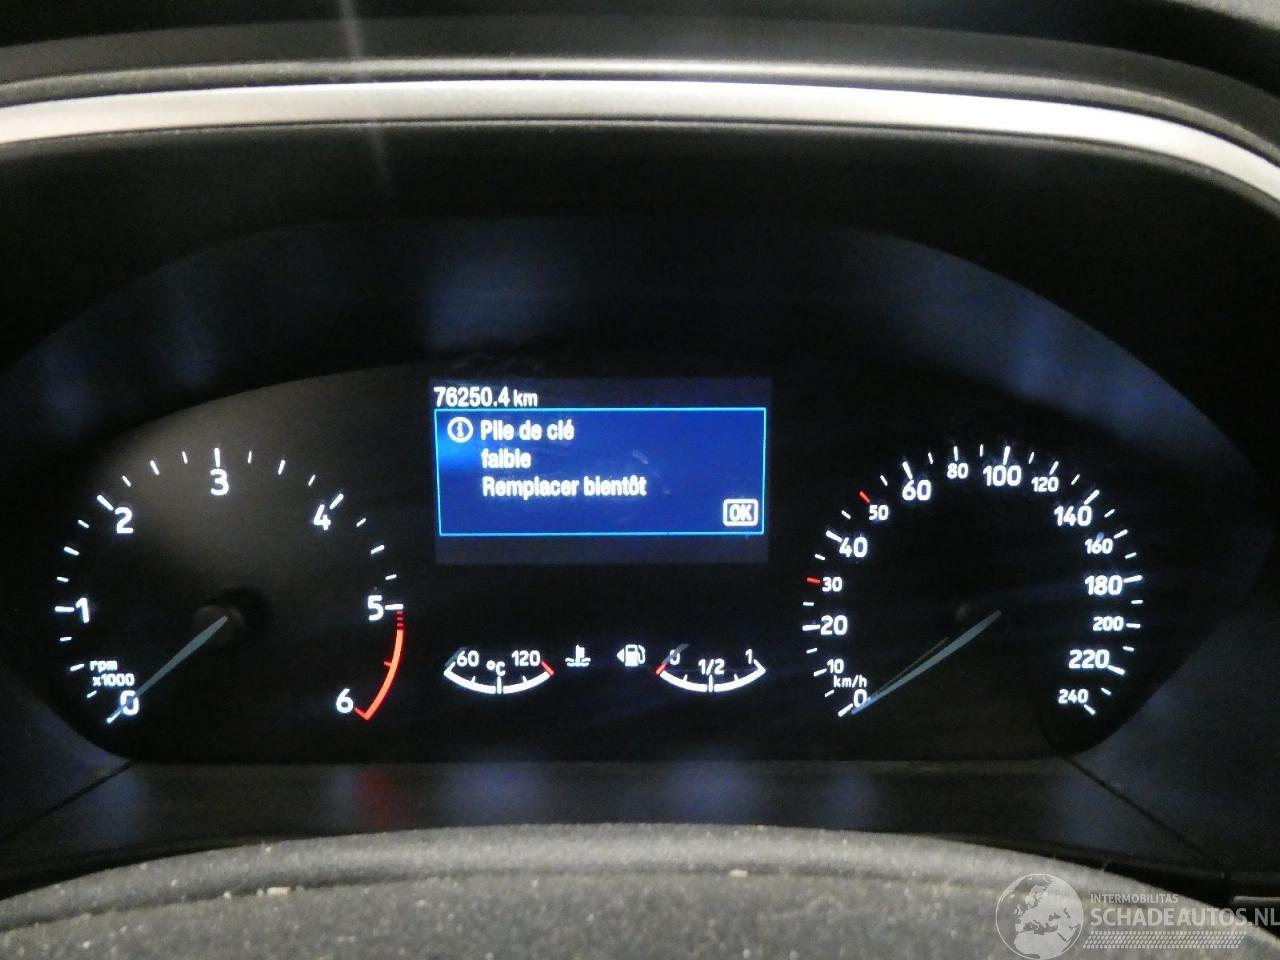 76250.4 km
Pile de clé
faible
Remplacer bientôt
OK
0 1 2 3 4 5 6
rpm
x1000
60 °C 120
0 1/2 1
0 10 20 30 40 50 60 80 100 120 140 160 180 200 220 240
km/h
INTERMOBILITAS
SCHADEAUTOS.NL